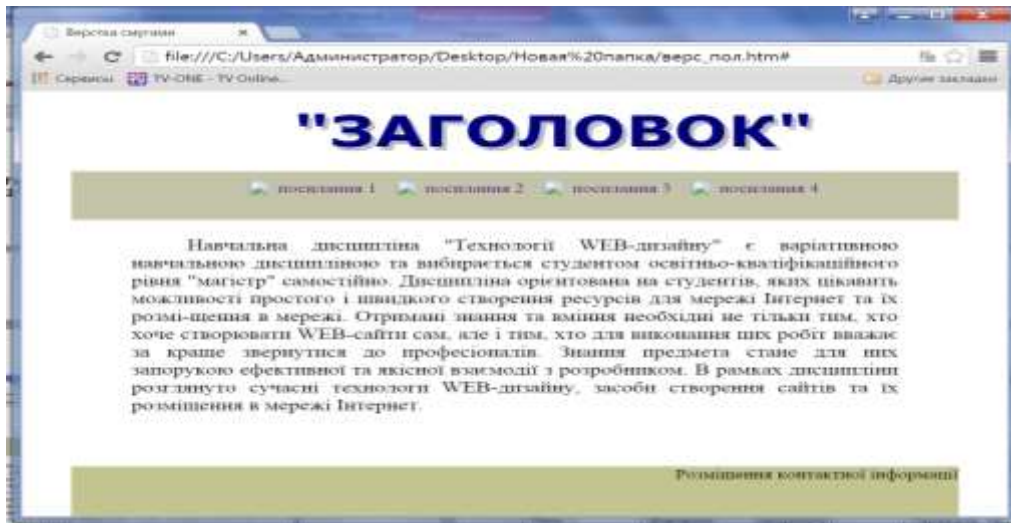 Верстка смугами
file:///C:/Users/Администратор/Desktop/Новая%20папка/верс_пол.htm#
Сервисы TV-ONE - TV Online...
Другие закладки
"ЗАГОЛОВОК"
посилання 1 посилання 2 посилання 3 посилання 4
Навчальна дисципліна "Технології WEB-дизайну" є варіативною
навчальною дисципліною та вибирається студентом освітньо-кваліфікаційного
рівня "магістр" самостійно. Дисципліна орієнтована на студентів, яких цікавить
можливості простого і швидкого створення ресурсів для мережі Інтернет та їх
розмі-щення в мережі. Отримані знання та вміння необхідні не тільки тим, хто
хоче створювати WEB-сайти сам, але і тим, хто для виконання цих робіт вважає
за краще звернутися до професіоналів. Знання предмета стане для них
запорукою ефективної та якісної взаємодії з розробником. В рамках дисципліни
розглянуто сучасні технологи WEB-дизайну, засоби створення сайтів та їх
розміщення в мережі Інтернет.
Розміщення контактної інформації